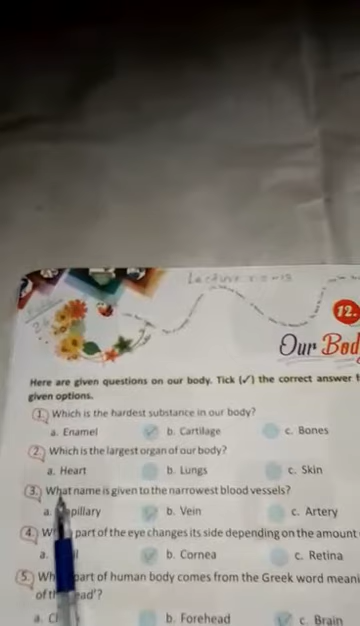 12.
Our Bod
Here are given questions on our body. Tick (✓) the correct answer
given options.
1. Which is the hardest substance in our body?
a. Enamel b. Cartilage c. Bones
2. Which is the largest organ of our body?
a. Heart b. Lungs c. Skin
3. What name is given to the narrowest blood vessels?
a. pillary b. Vein c. Artery
4. part of the eye changes its side depending on the amount
a. b. Cornea c. Retina
5. part of human body comes from the Greek word meani
of th ead'?
a. b. Forehead c. Brain